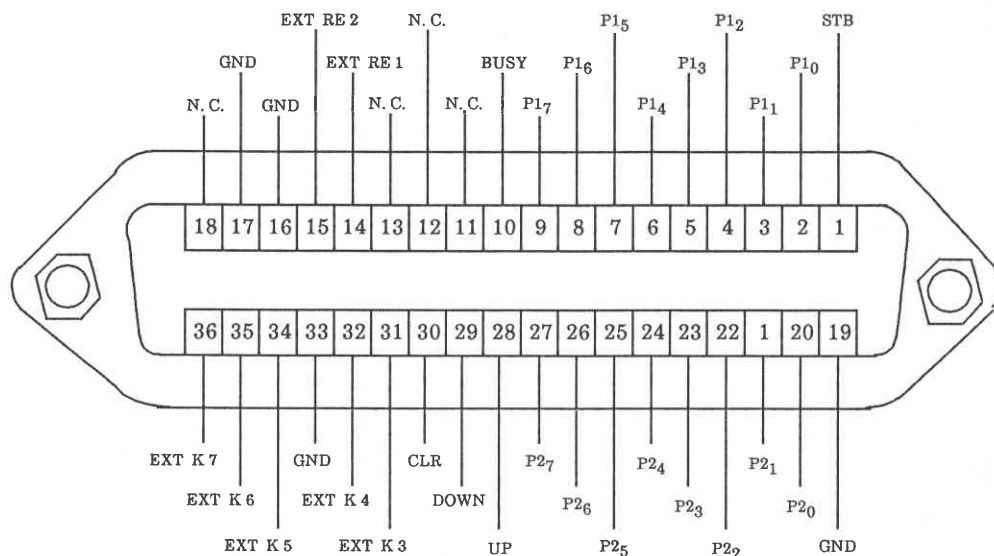 EXT RE 2 N. C. P1₅ P1₂ STB
GND EXT RE 1 BUSY P1₆ P1₃ P1₀
N. C. GND N. C. N. C. P1₇ P1₄ P1₁
18 17 16 15 14 13 12 11 10 9 8 7 6 5 4 3 2 1
36 35 34 33 32 31 30 29 28 27 26 25 24 23 22 1 20 19
EXT K 7 GND CLR P2₇ P2₄ P2₁
EXT K 6 EXT K 4 DOWN P2₆ P2₃ P2₀
EXT K 5 EXT K 3 UP P2₅ P2₂ GND